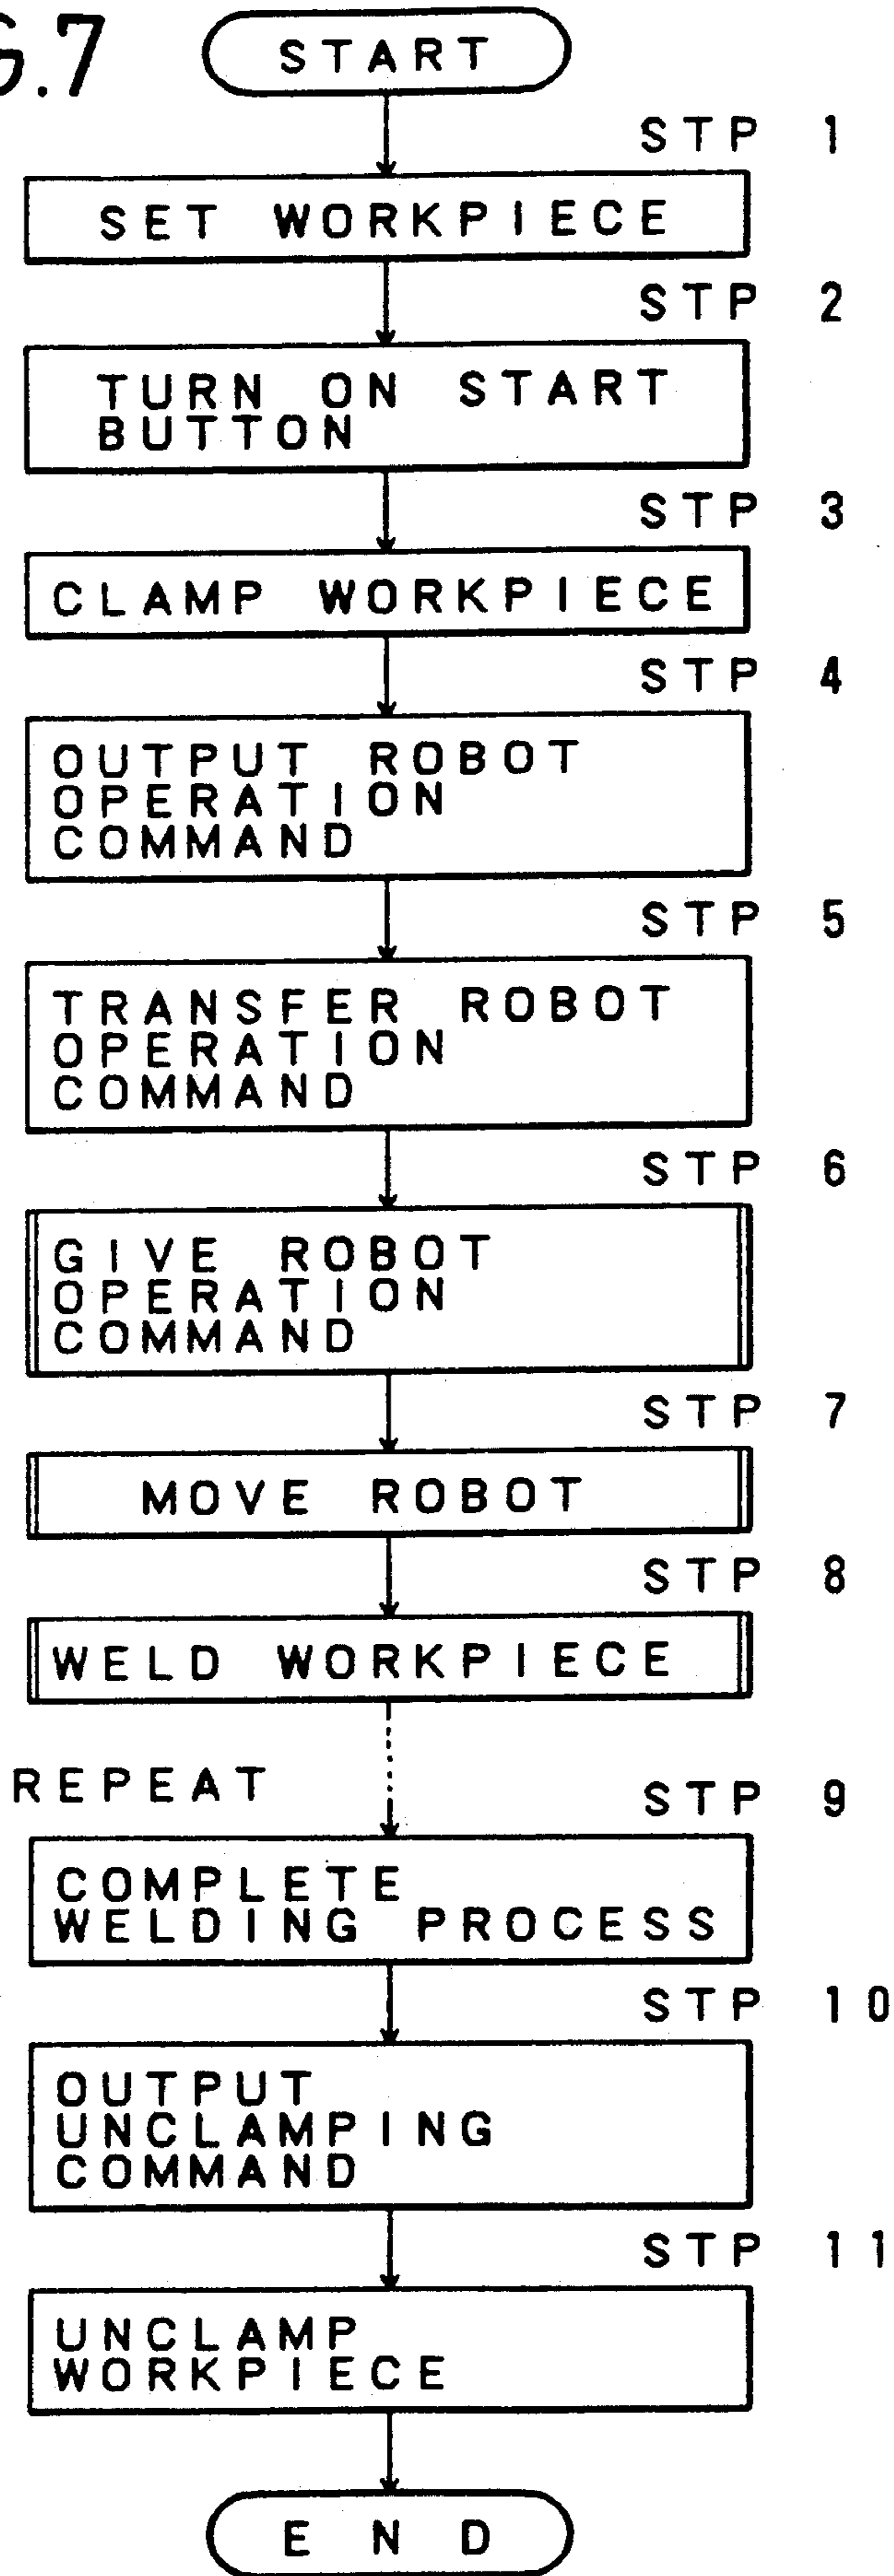 G.7
START
STP 1
SET WORKPIECE
STP 2
TURN ON START
BUTTON
STP 3
CLAMP WORKPIECE
STP 4
OUTPUT ROBOT
OPERATION
COMMAND
STP 5
TRANSFER ROBOT
OPERATION
COMMAND
STP 6
GIVE ROBOT
OPERATION
COMMAND
STP 7
MOVE ROBOT
STP 8
WELD WORKPIECE
REPEAT
STP 9
COMPLETE
WELDING PROCESS
STP 10
OUTPUT
UNCLAMPING
COMMAND
STP 11
UNCLAMP
WORKPIECE
END